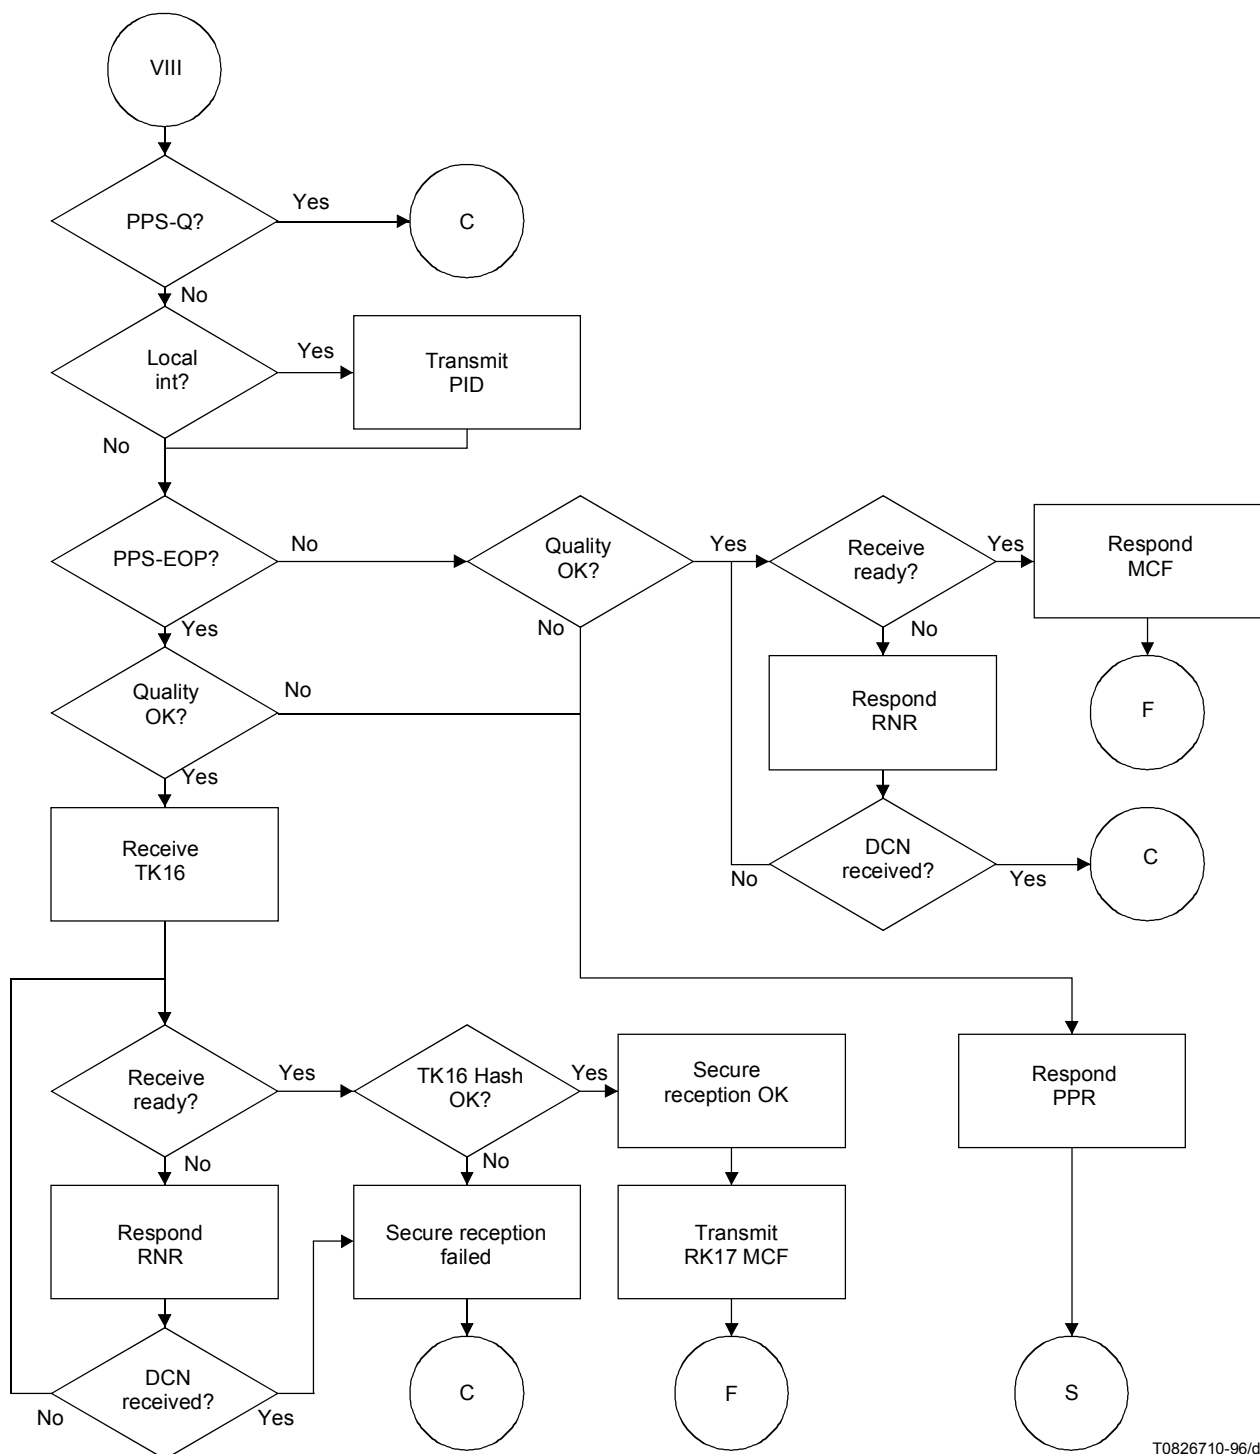 VIII
PPS-Q?
Yes
C
No
Local
int?
Yes
Transmit
PID
No
PPS-EOP?
No
Quality
OK?
Yes
Receive
ready?
Yes
Respond
MCF
Yes
No
No
Quality
OK?
No
Respond
RNR
F
Yes
Receive
TK16
DCN
received?
No
Yes
C
Receive
ready?
Yes
TK16 Hash
OK?
Yes
Secure
reception OK
Respond
PPR
No
No
Respond
RNR
Secure reception
failed
Transmit
RK17 MCF
DCN
received?
No
Yes
C
F
S
T0826710-96/d